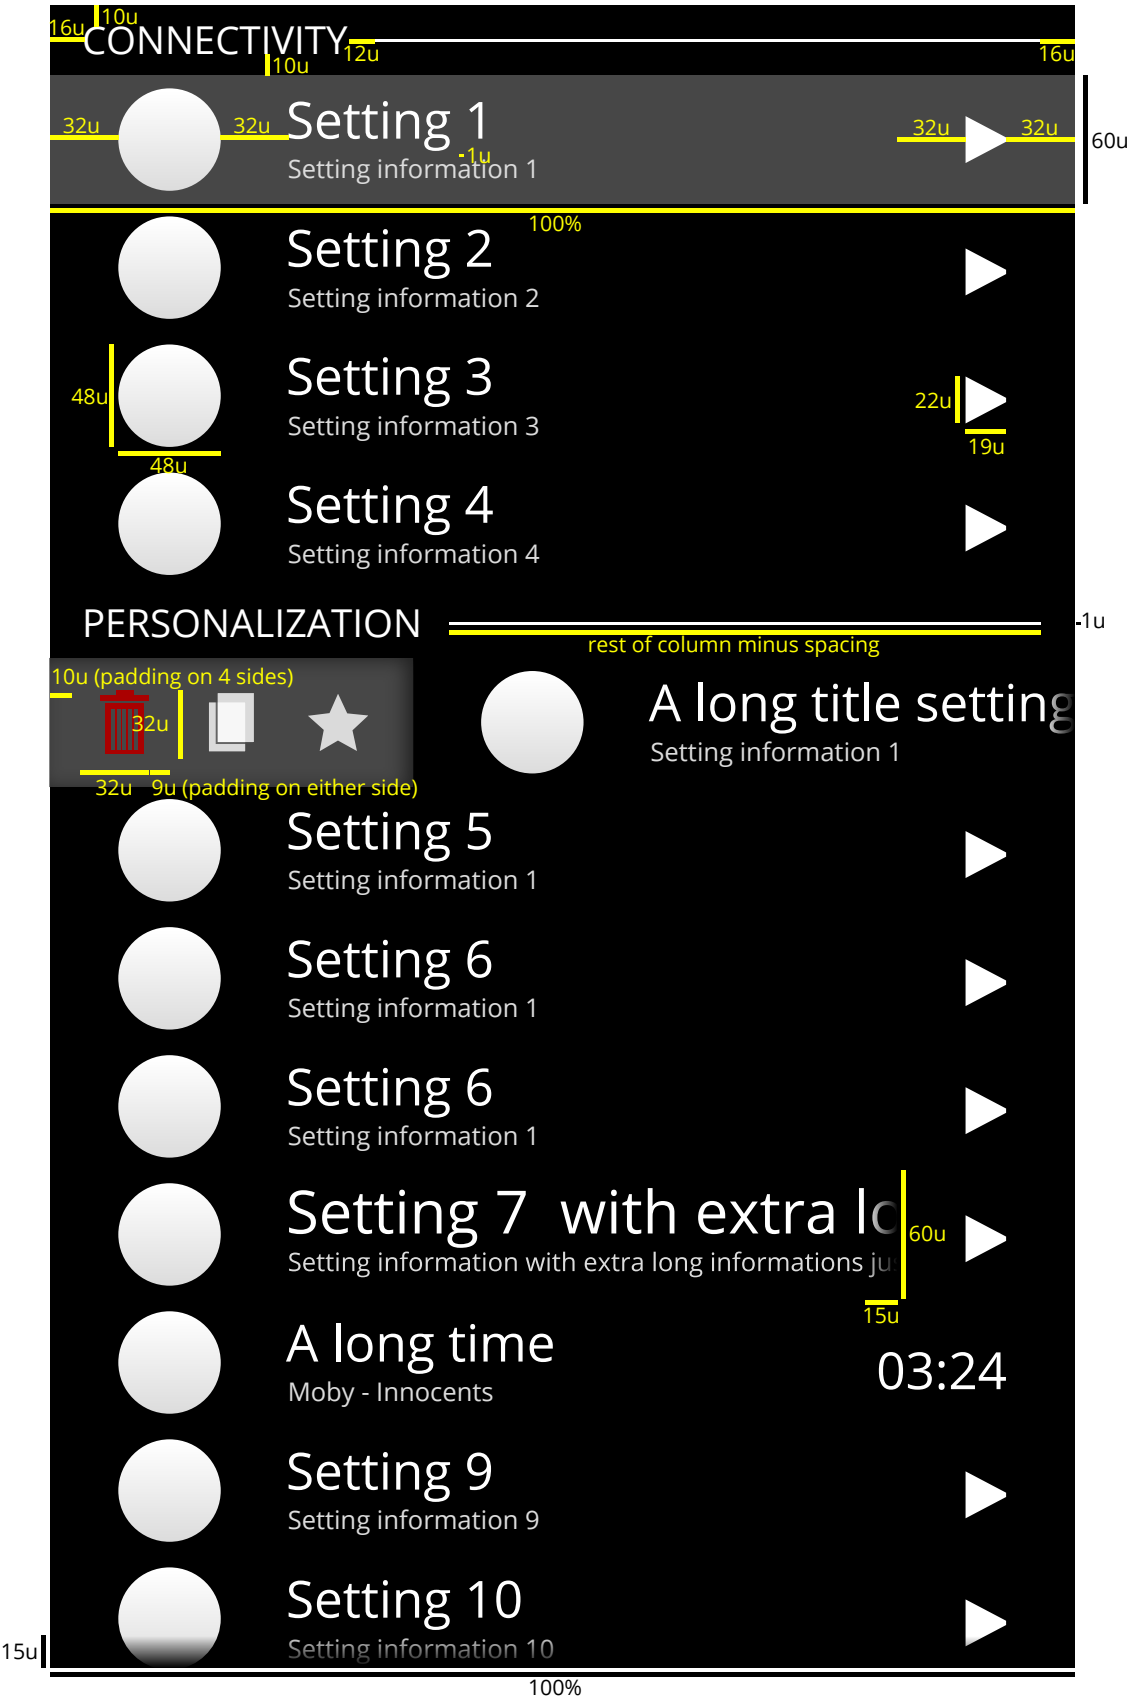 10u
16u
CONNECTIVITY
12u
16u
10u
32u
32u
Setting 1
32u
32u
60u
-1u
Setting information 1
100%
Setting 2
Setting information 2
Setting 3
48u
22u
Setting information 3
19u
48u
Setting 4
Setting information 4
PERSONALIZATION
-1u
rest of column minus spacing
10u (padding on 4 sides)
A long title setting
32u
Setting information 1
32u
9u (padding on either side)
Setting 5
Setting information 1
Setting 6
Setting information 1
Setting 6
Setting information 1
Setting 7  with extra lo
60u
Setting information with extra long informations ju
15u
A long time
03:24
Moby - Innocents
Setting 9
Setting information 9
Setting 10
Setting information 10
15u
100%